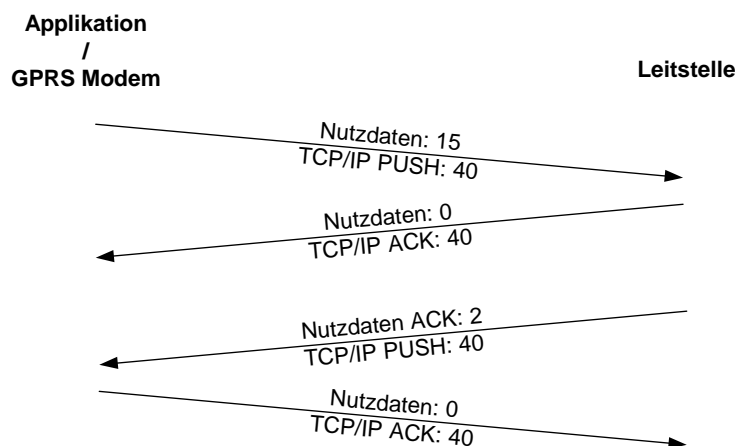 Applikation
/
GPRS Modem
Leitstelle
Nutzdaten: 15
TCP/IP PUSH: 40
Nutzdaten: 0
TCP/IP ACK: 40
Nutzdaten ACK: 2
TCP/IP PUSH: 40
Nutzdaten: 0
TCP/IP ACK: 40